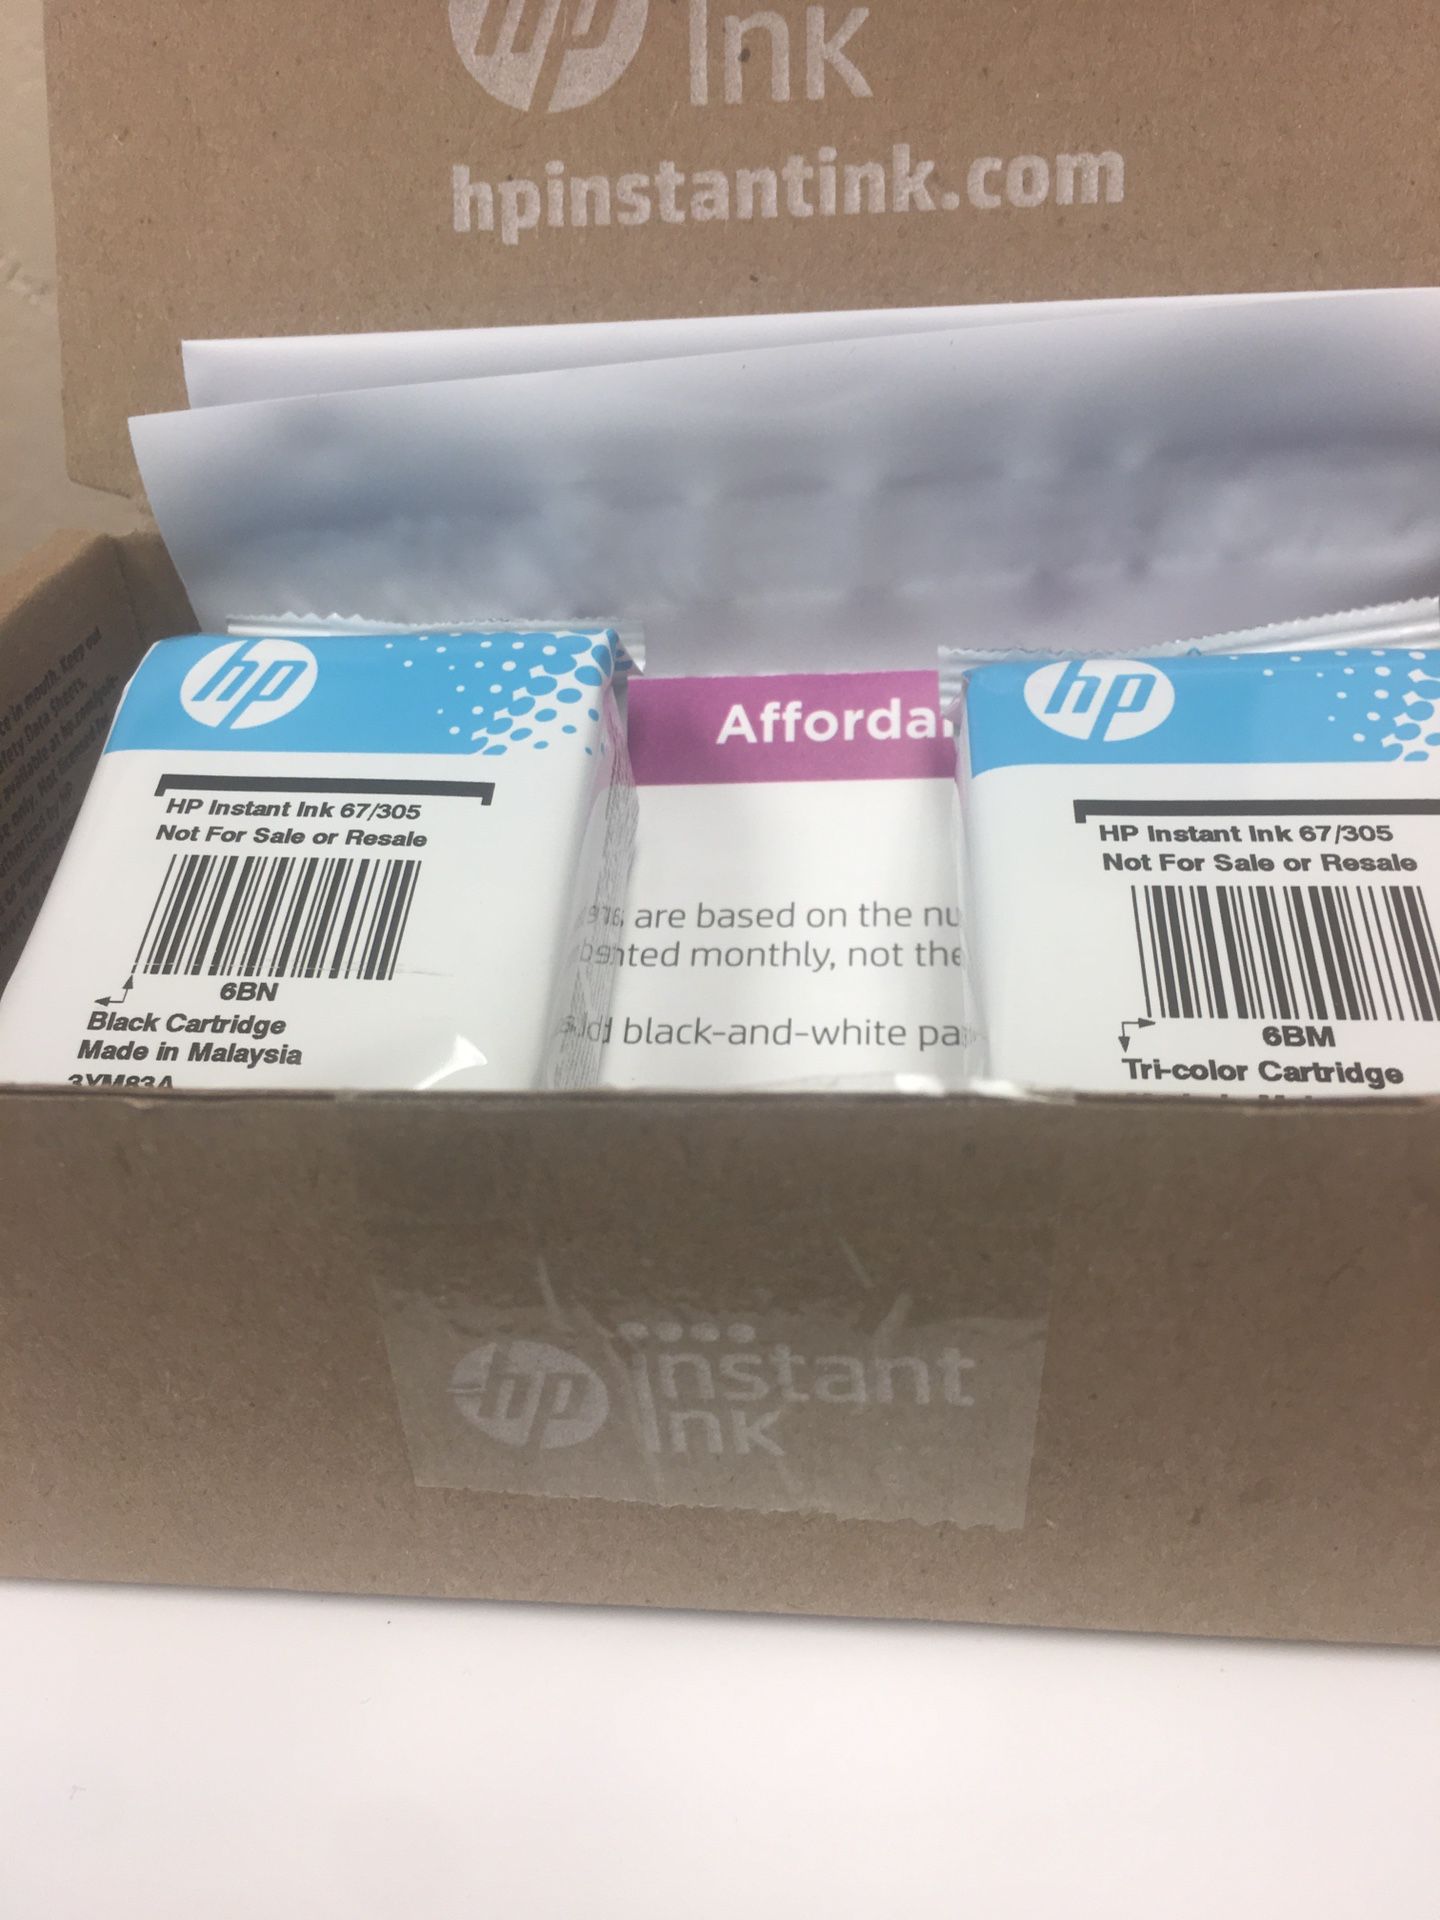 hp
Ink
hpinstantink.com
hp
HP Instant Ink 67/305
Not For Sale or Resale
6BN
Black Cartridge
Made in Malaysia
3YM83A
Afforda
are based on the nu
monthly, not the
black-and-white pa
hp
HP Instant Ink 67/305
Not For Sale or Resale
6BM
Tri-color Cartridge
hp instant
ink